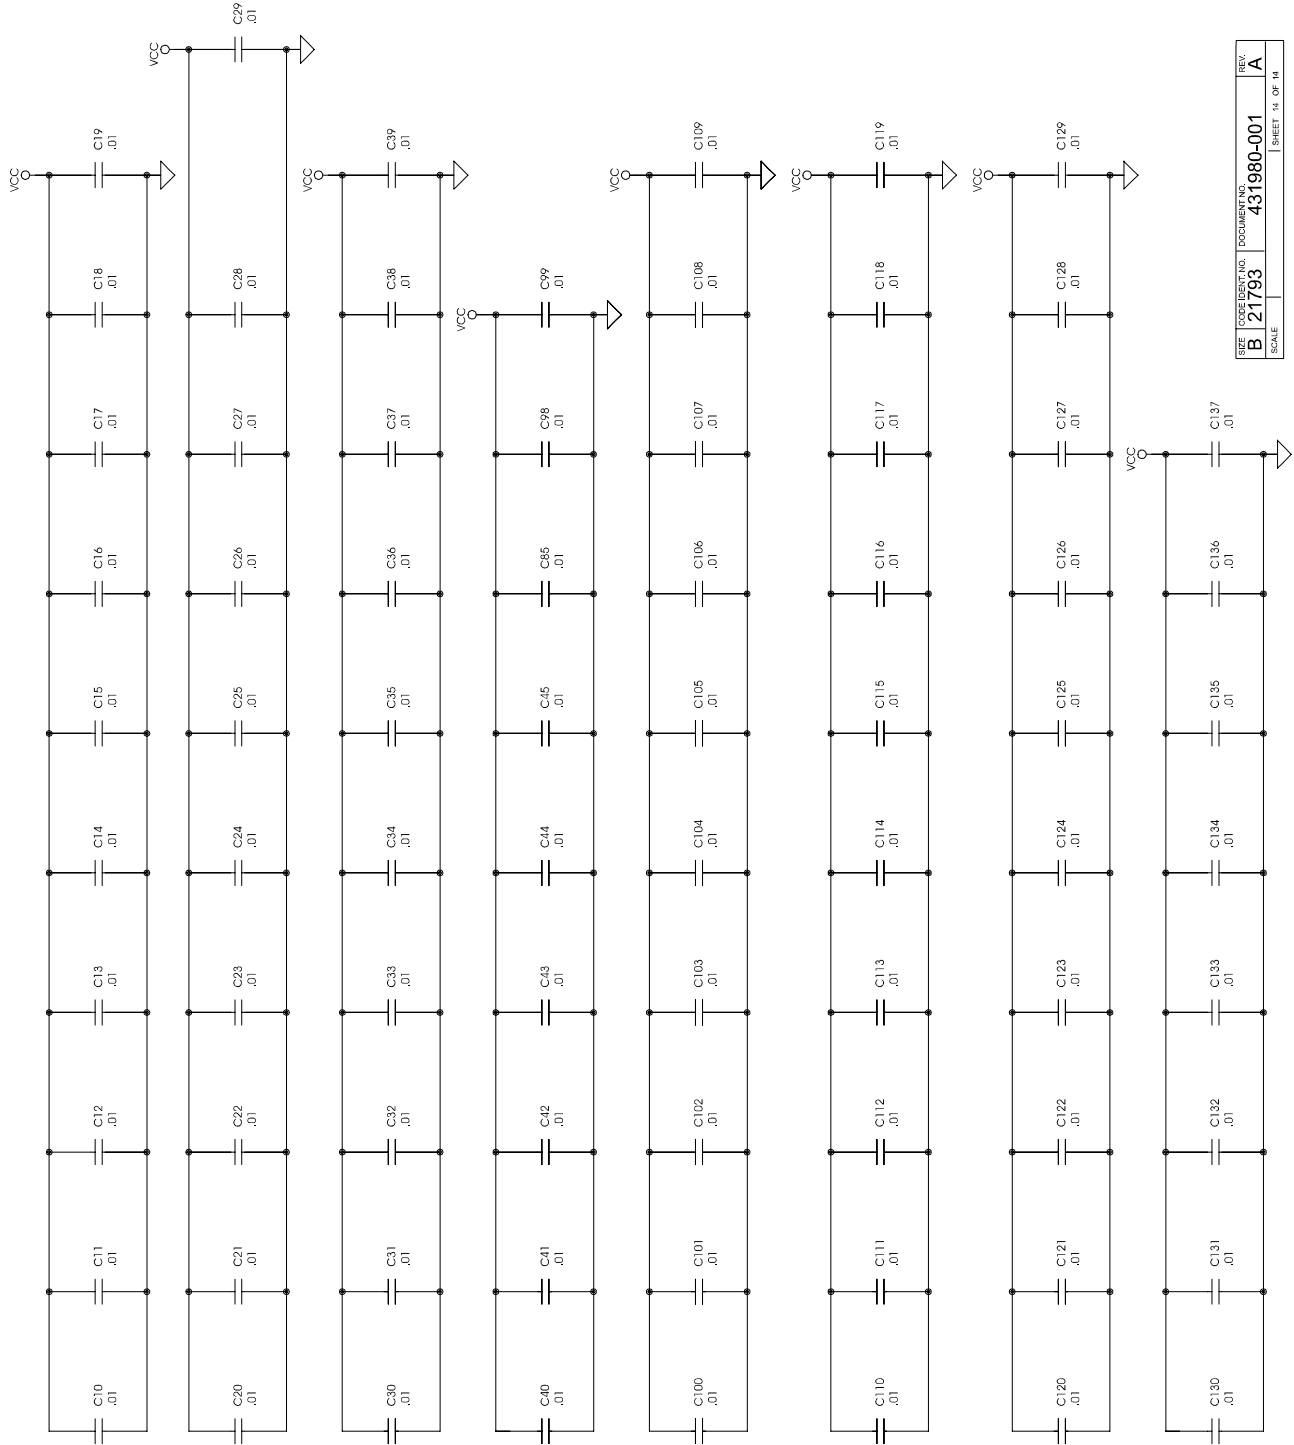 VCC
C10
.01
C11
.01
C12
.01
C13
.01
C14
.01
C15
.01
C16
.01
C17
.01
C18
.01
C19
.01
VCC
C20
.01
C21
.01
C22
.01
C23
.01
C24
.01
C25
.01
C26
.01
C27
.01
C28
.01
C29
.01
VCC
C30
.01
C31
.01
C32
.01
C33
.01
C34
.01
C35
.01
C36
.01
C37
.01
C38
.01
C39
.01
VCC
C40
.01
C41
.01
C42
.01
C43
.01
C44
.01
C45
.01
C85
.01
C98
.01
C99
.01
VCC
C100
.01
C101
.01
C102
.01
C103
.01
C104
.01
C105
.01
C106
.01
C107
.01
C108
.01
C109
.01
VCC
C110
.01
C111
.01
C112
.01
C113
.01
C114
.01
C115
.01
C116
.01
C117
.01
C118
.01
C119
.01
VCC
C120
.01
C121
.01
C122
.01
C123
.01
C124
.01
C125
.01
C126
.01
C127
.01
C128
.01
C129
.01
VCC
C130
.01
C131
.01
C132
.01
C133
.01
C134
.01
C135
.01
C136
.01
C137
.01
SIZE CODE IDENT. NO. DOCUMENT NO. REV.
B 21793 431980-001 A
SCALE SHEET 14 OF 14